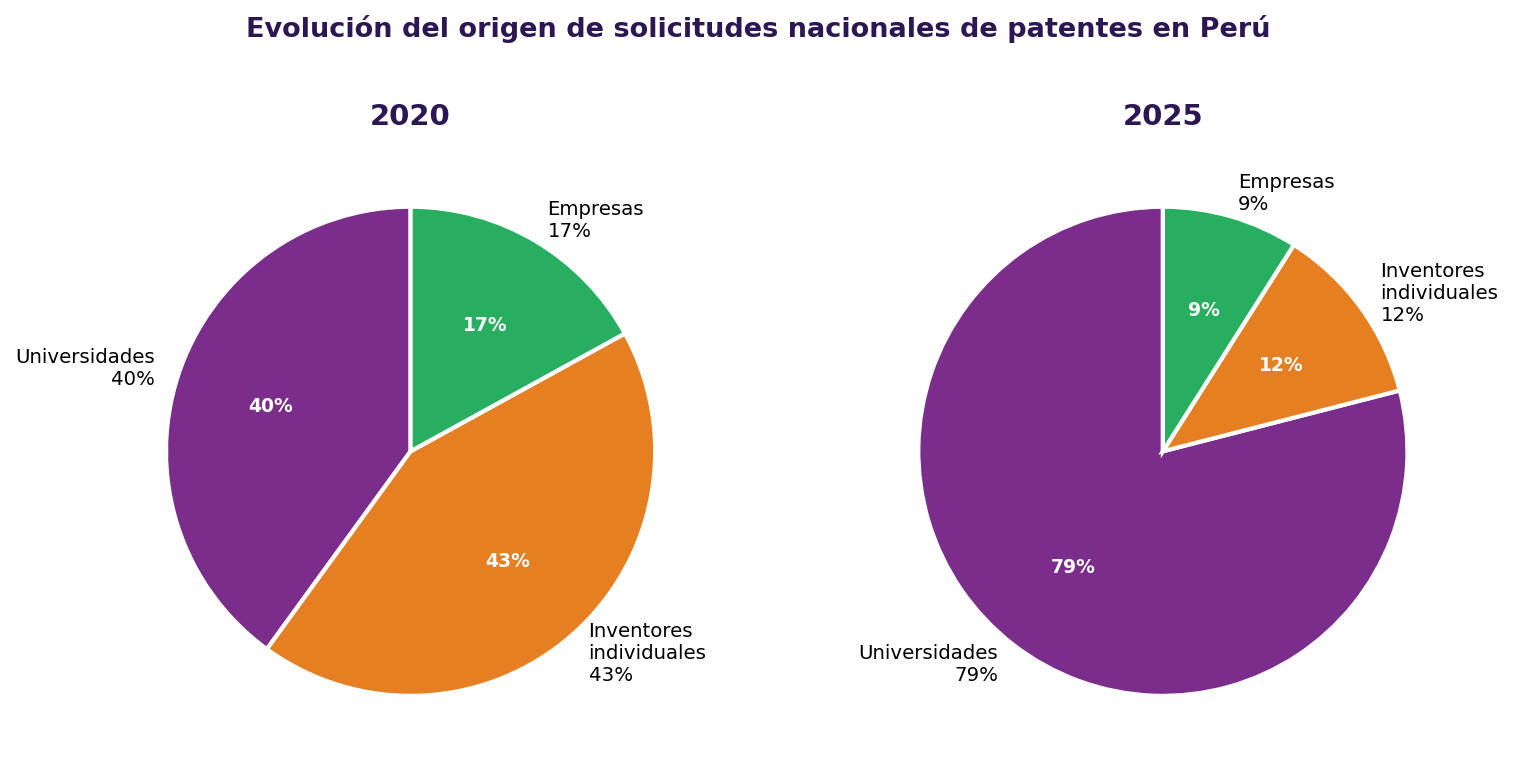 Evolución del origen de solicitudes nacionales de patentes en Perú
2020
Empresas
17%
17%
Universidades
40%
40%
43%
Inventores
individuales
43%
2025
Empresas
9%
Inventores
individuales
12%
9%
12%
79%
Universidades
79%